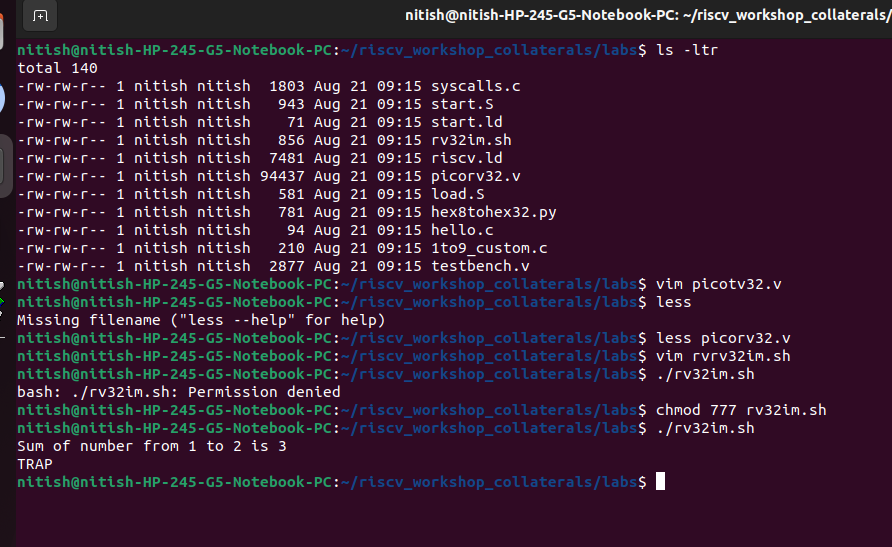 nitish@nitish-HP-245-G5-Notebook-PC: ~/riscv_workshop_collaterals/
nitish@nitish-HP-245-G5-Notebook-PC:~/riscv_workshop_collaterals/labs$ ls -ltr
total 140
-rw-rw-r-- 1 nitish nitish  1803 Aug 21 09:15 syscalls.c
-rw-rw-r-- 1 nitish nitish   943 Aug 21 09:15 start.S
-rw-rw-r-- 1 nitish nitish    71 Aug 21 09:15 start.ld
-rw-rw-r-- 1 nitish nitish   856 Aug 21 09:15 rv32im.sh
-rw-rw-r-- 1 nitish nitish  7481 Aug 21 09:15 riscv.ld
-rw-rw-r-- 1 nitish nitish 94437 Aug 21 09:15 picorv32.v
-rw-rw-r-- 1 nitish nitish   581 Aug 21 09:15 load.S
-rw-rw-r-- 1 nitish nitish   781 Aug 21 09:15 hex8tohex32.py
-rw-rw-r-- 1 nitish nitish    94 Aug 21 09:15 hello.c
-rw-rw-r-- 1 nitish nitish   210 Aug 21 09:15 1to9_custom.c
-rw-rw-r-- 1 nitish nitish  2877 Aug 21 09:15 testbench.v
nitish@nitish-HP-245-G5-Notebook-PC:~/riscv_workshop_collaterals/labs$ vim picotv32.v
nitish@nitish-HP-245-G5-Notebook-PC:~/riscv_workshop_collaterals/labs$ less
Missing filename ("less --help" for help)
nitish@nitish-HP-245-G5-Notebook-PC:~/riscv_workshop_collaterals/labs$ less picorv32.v
nitish@nitish-HP-245-G5-Notebook-PC:~/riscv_workshop_collaterals/labs$ vim rvrv32im.sh
nitish@nitish-HP-245-G5-Notebook-PC:~/riscv_workshop_collaterals/labs$ ./rv32im.sh
bash: ./rv32im.sh: Permission denied
nitish@nitish-HP-245-G5-Notebook-PC:~/riscv_workshop_collaterals/labs$ chmod 777 rv32im.sh
nitish@nitish-HP-245-G5-Notebook-PC:~/riscv_workshop_collaterals/labs$ ./rv32im.sh
Sum of number from 1 to 2 is 3
TRAP
nitish@nitish-HP-245-G5-Notebook-PC:~/riscv_workshop_collaterals/labs$